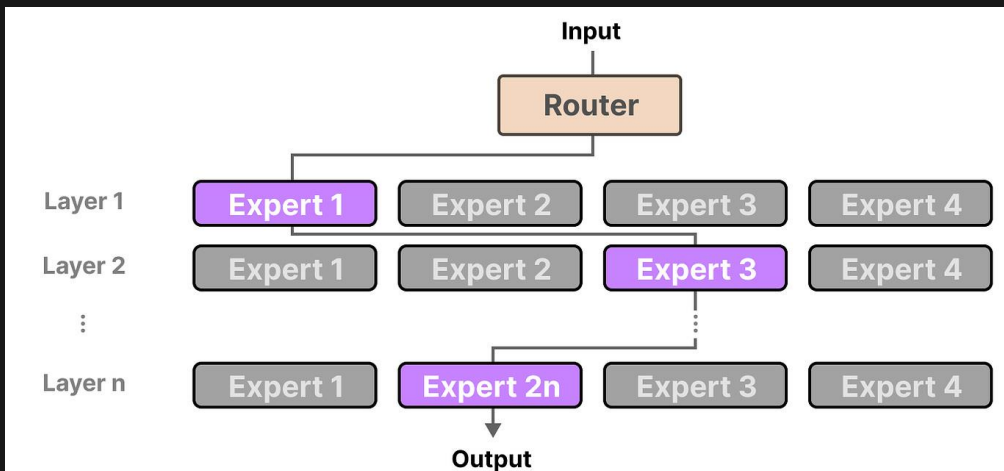 Input
Router
Layer 1 Expert 1 Expert 2 Expert 3 Expert 4
Layer 2 Expert 1 Expert 2 Expert 3 Expert 4
Layer n Expert 1 Expert 2n Expert 3 Expert 4
Output